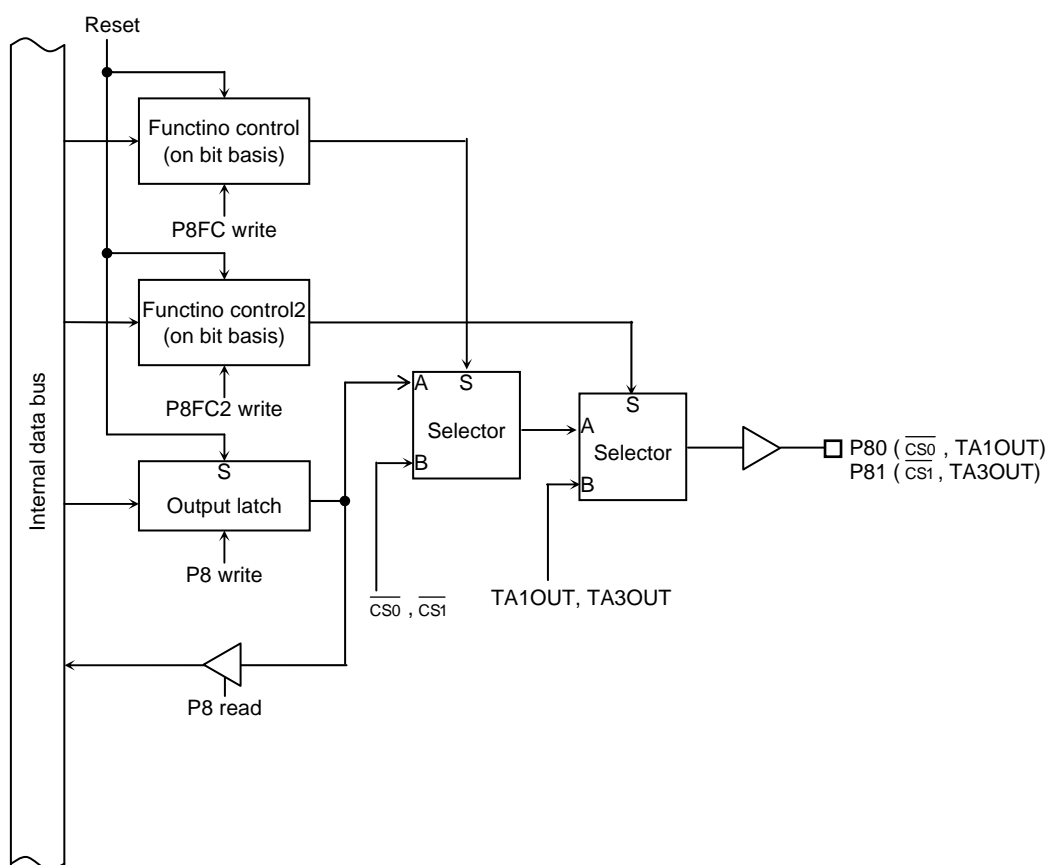 Reset
Functino control
(on bit basis)
P8FC write
Functino control2
(on bit basis)
P8FC2 write
Internal data bus
S
Output latch
P8 write
P8 read
A
S
Selector
B
CS0 , CS1
S
A
Selector
B
TA1OUT, TA3OUT
P80 ( CS0 , TA1OUT)
P81 ( CS1 , TA3OUT)